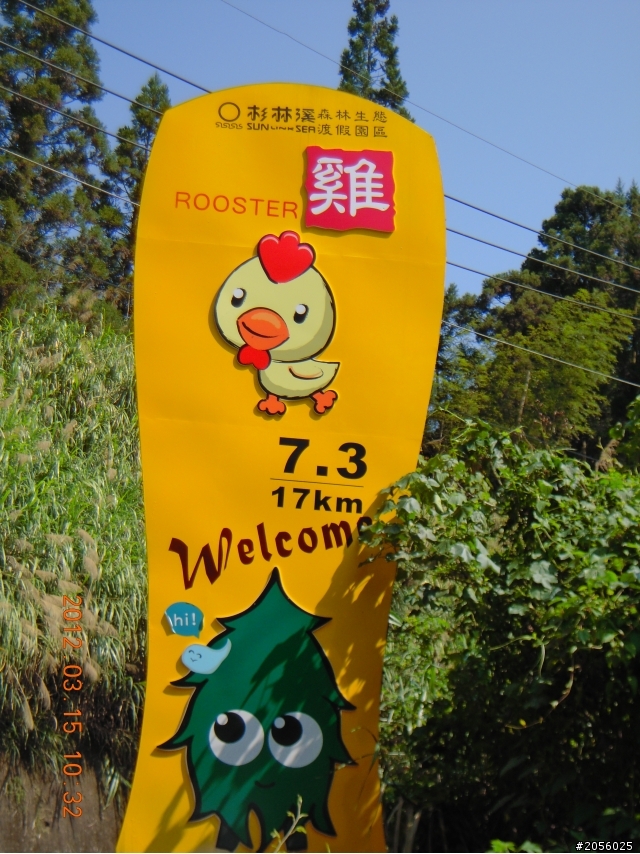 杉林溪 森林生態
SUN LINK SEA 渡假園區
ROOSTER 雞
7.3
17km
Welcome
hi!
2012 03 15 10 32
#2056025